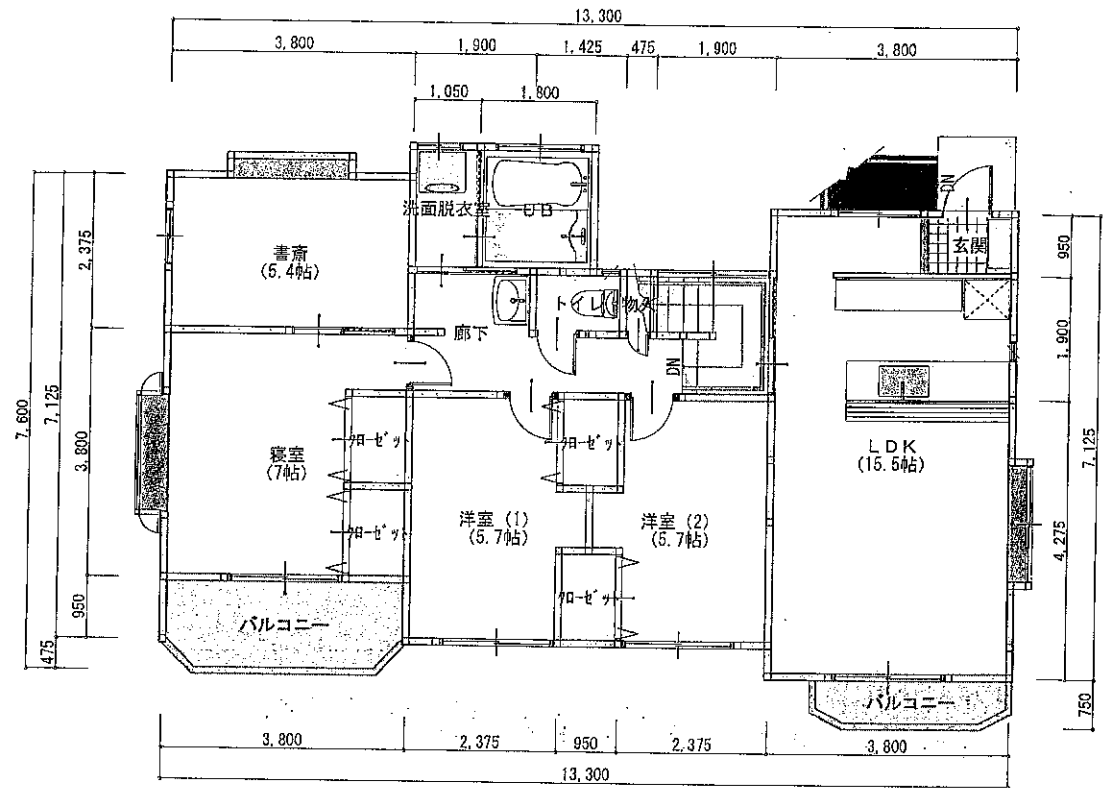 13,300
3,800
1,900
1,425
475
1,900
3,800
1,050
1,800
DN
洗面脱衣室
UB
玄関
書斎
(5.4帖)
トイレ
物入
廊下
DN
クローゼット
クローゼット
LDK
(15.5帖)
寝室
(7帖)
クローゼット
洋室 (1)
(5.7帖)
洋室 (2)
(5.7帖)
クローゼット
バルコニー
バルコニー
7,600
7,125
2,375
3,800
950
475
950
1,900
4,275
7,125
750
3,800
2,375
950
2,375
3,800
13,300